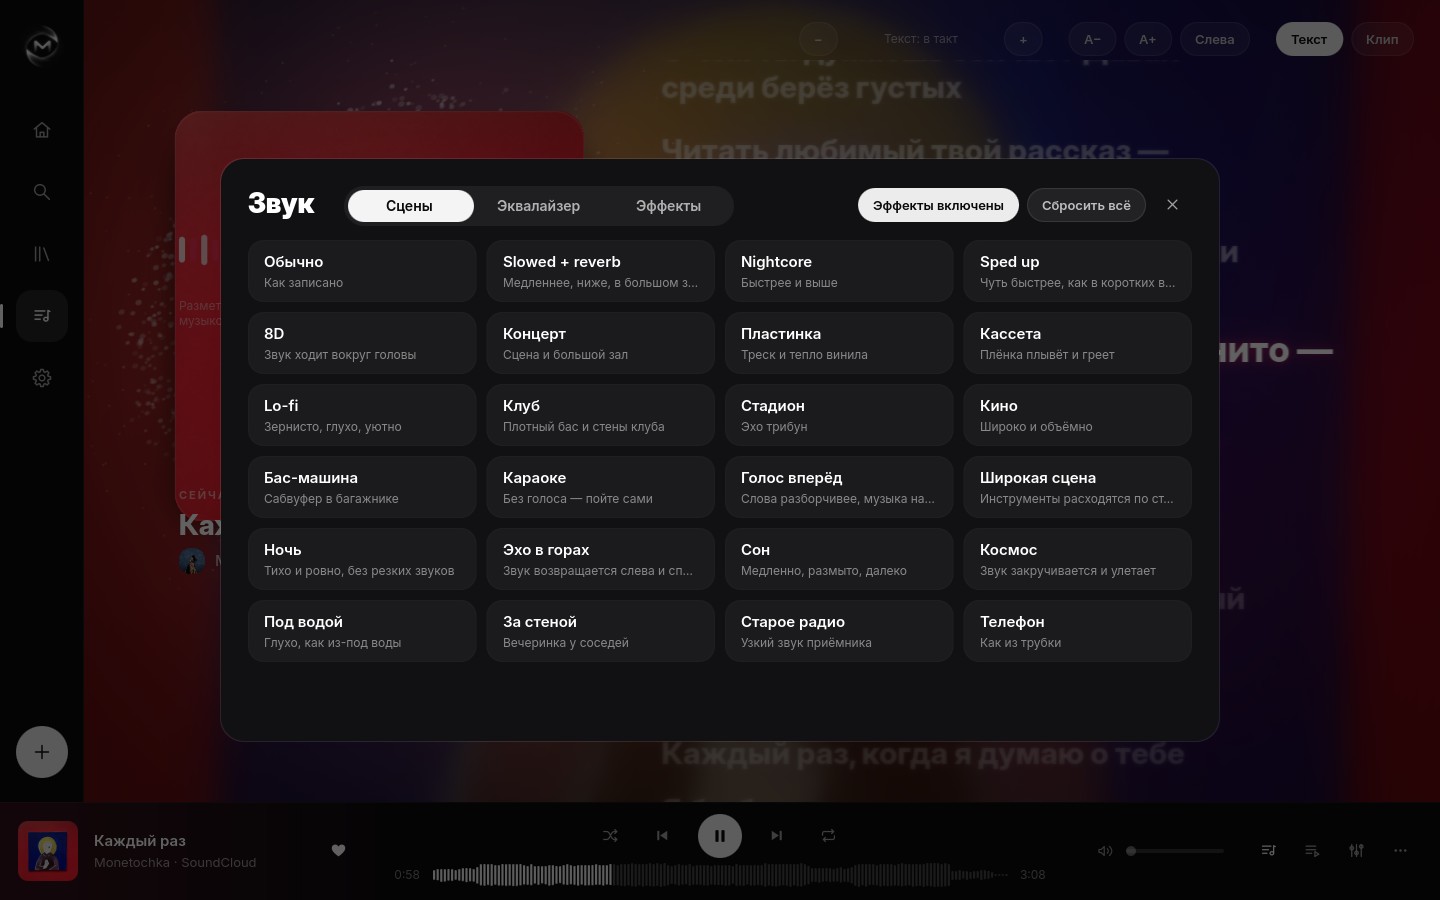 −
Текст: в такт
+
A−
A+
Слева
Текст
Клип
среди берёз густых
Читать любимый твой рассказ —
Звук
Сцены
Эквалайзер
Эффекты
Эффекты включены
Сбросить всё
Обычно
Как записано
Slowed + reverb
Медленнее, ниже, в большом з...
Nightcore
Быстрее и выше
Sped up
Чуть быстрее, как в коротких в...
8D
Звук ходит вокруг головы
Концерт
Сцена и большой зал
Пластинка
Треск и тепло винила
Кассета
Плёнка плывёт и греет
Lo-fi
Зернисто, глухо, уютно
Клуб
Плотный бас и стены клуба
Стадион
Эхо трибун
Кино
Широко и объёмно
Бас-машина
Сабвуфер в багажнике
Караоке
Без голоса — пойте сами
Голос вперёд
Слова разборчивее, музыка на...
Широкая сцена
Инструменты расходятся по ст...
Ночь
Тихо и ровно, без резких звуков
Эхо в горах
Звук возвращается слева и сп...
Сон
Медленно, размыто, далеко
Космос
Звук закручивается и улетает
Под водой
Глухо, как из-под воды
За стеной
Вечеринка у соседей
Старое радио
Узкий звук приёмника
Телефон
Как из трубки
Каждый раз, когда я думаю о тебе
Каждый раз
Monetochka · SoundCloud
0:58
3:08